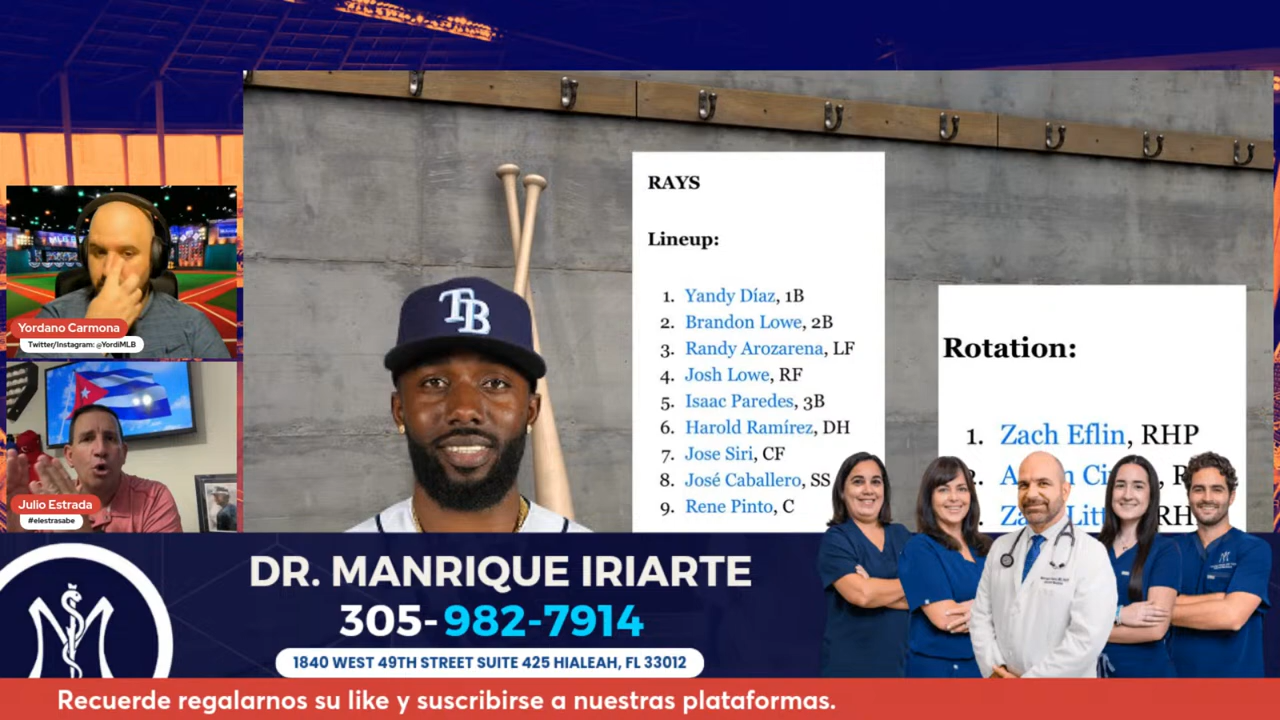 RAYS
Lineup:
1. Yandy Díaz, 1B
2. Brandon Lowe, 2B
3. Randy Arozarena, LF
4. Josh Lowe, RF
5. Isaac Paredes, 3B
6. Harold Ramírez, DH
7. Jose Siri, CF
8. José Caballero, SS
9. Rene Pinto, C
Rotation:
1. Zach Eflin, RHP
TB
Yordano Carmona
Twitter/Instagram: @YordiMLB
Julio Estrada
#elestrasabe
DR. MANRIQUE IRIARTE
305-982-7914
1840 WEST 49TH STREET SUITE 425 HIALEAH, FL 33012
Recuerde regalarnos su like y suscribirse a nuestras plataformas.